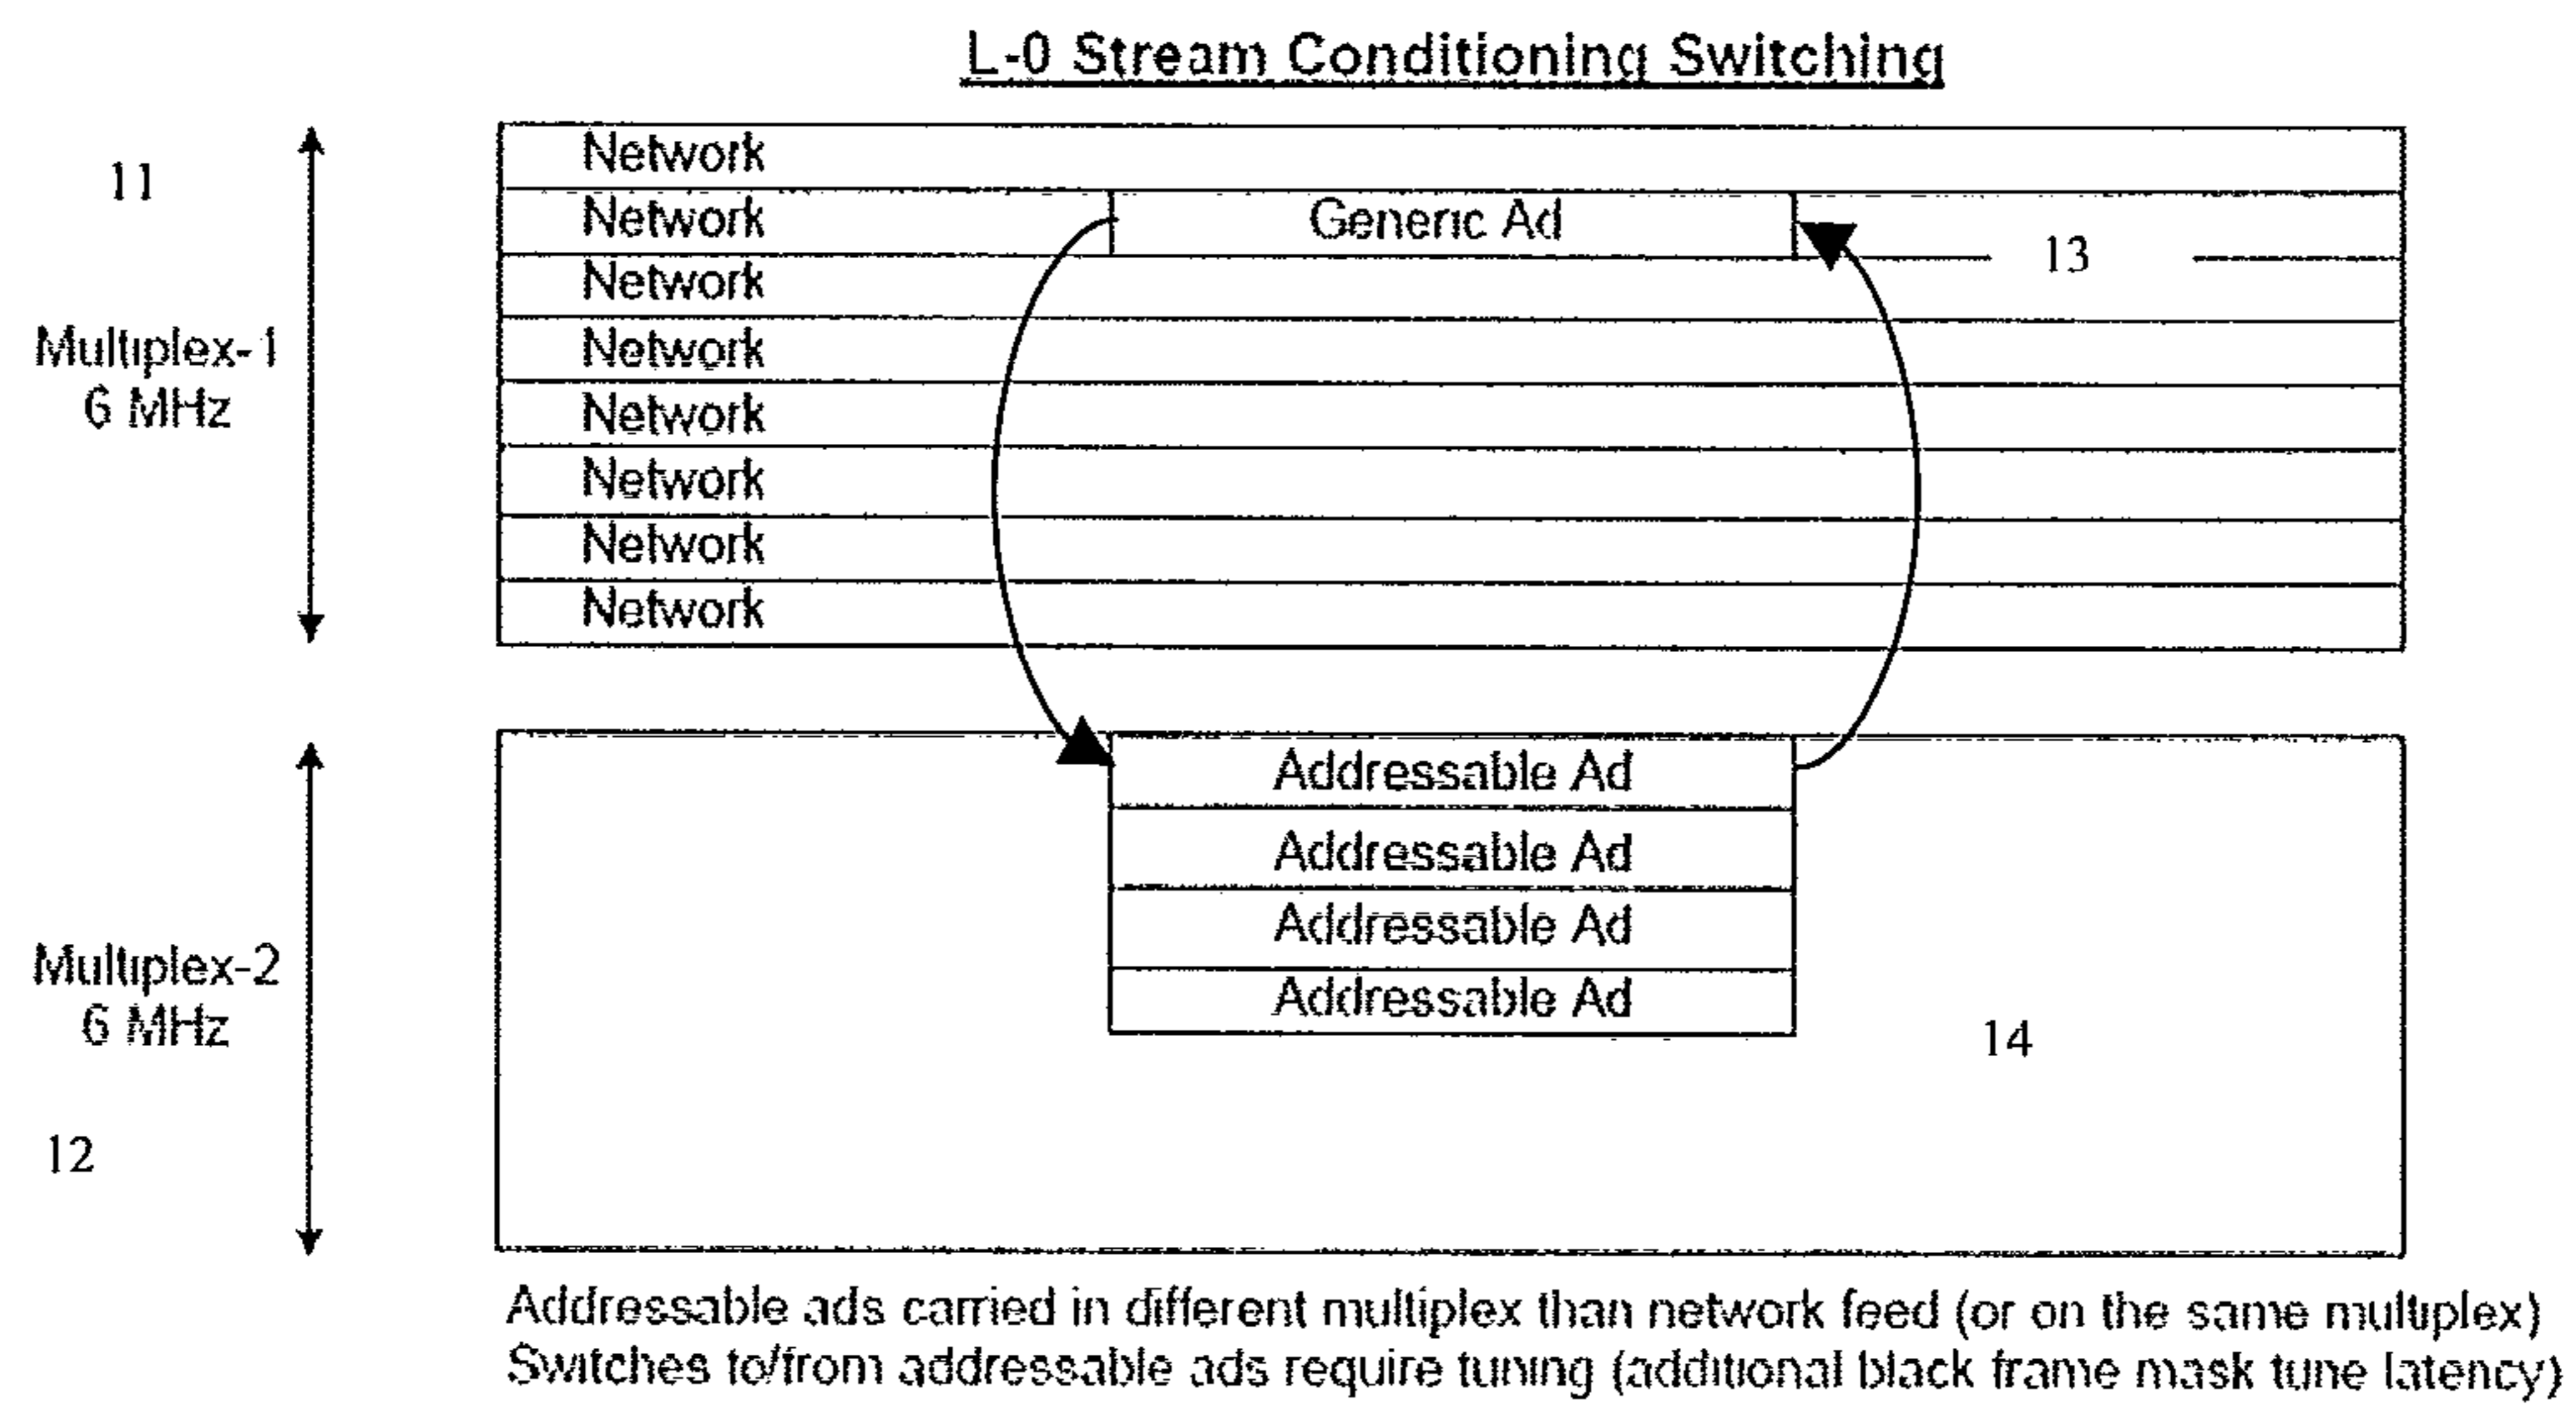 L-0 Stream Conditioning Switching
11
Multiplex-1
6 MHz
Network
Network
Generic Ad
13
Network
Network
Network
Network
Network
Network
Multiplex-2
6 MHz
12
Addressable Ad
Addressable Ad
Addressable Ad
Addressable Ad
14
Addressable ads carried in different multiplex than network feed (or on the same multiplex)
Switches to/from addressable ads require tuning (additional black frame mask tune latency)